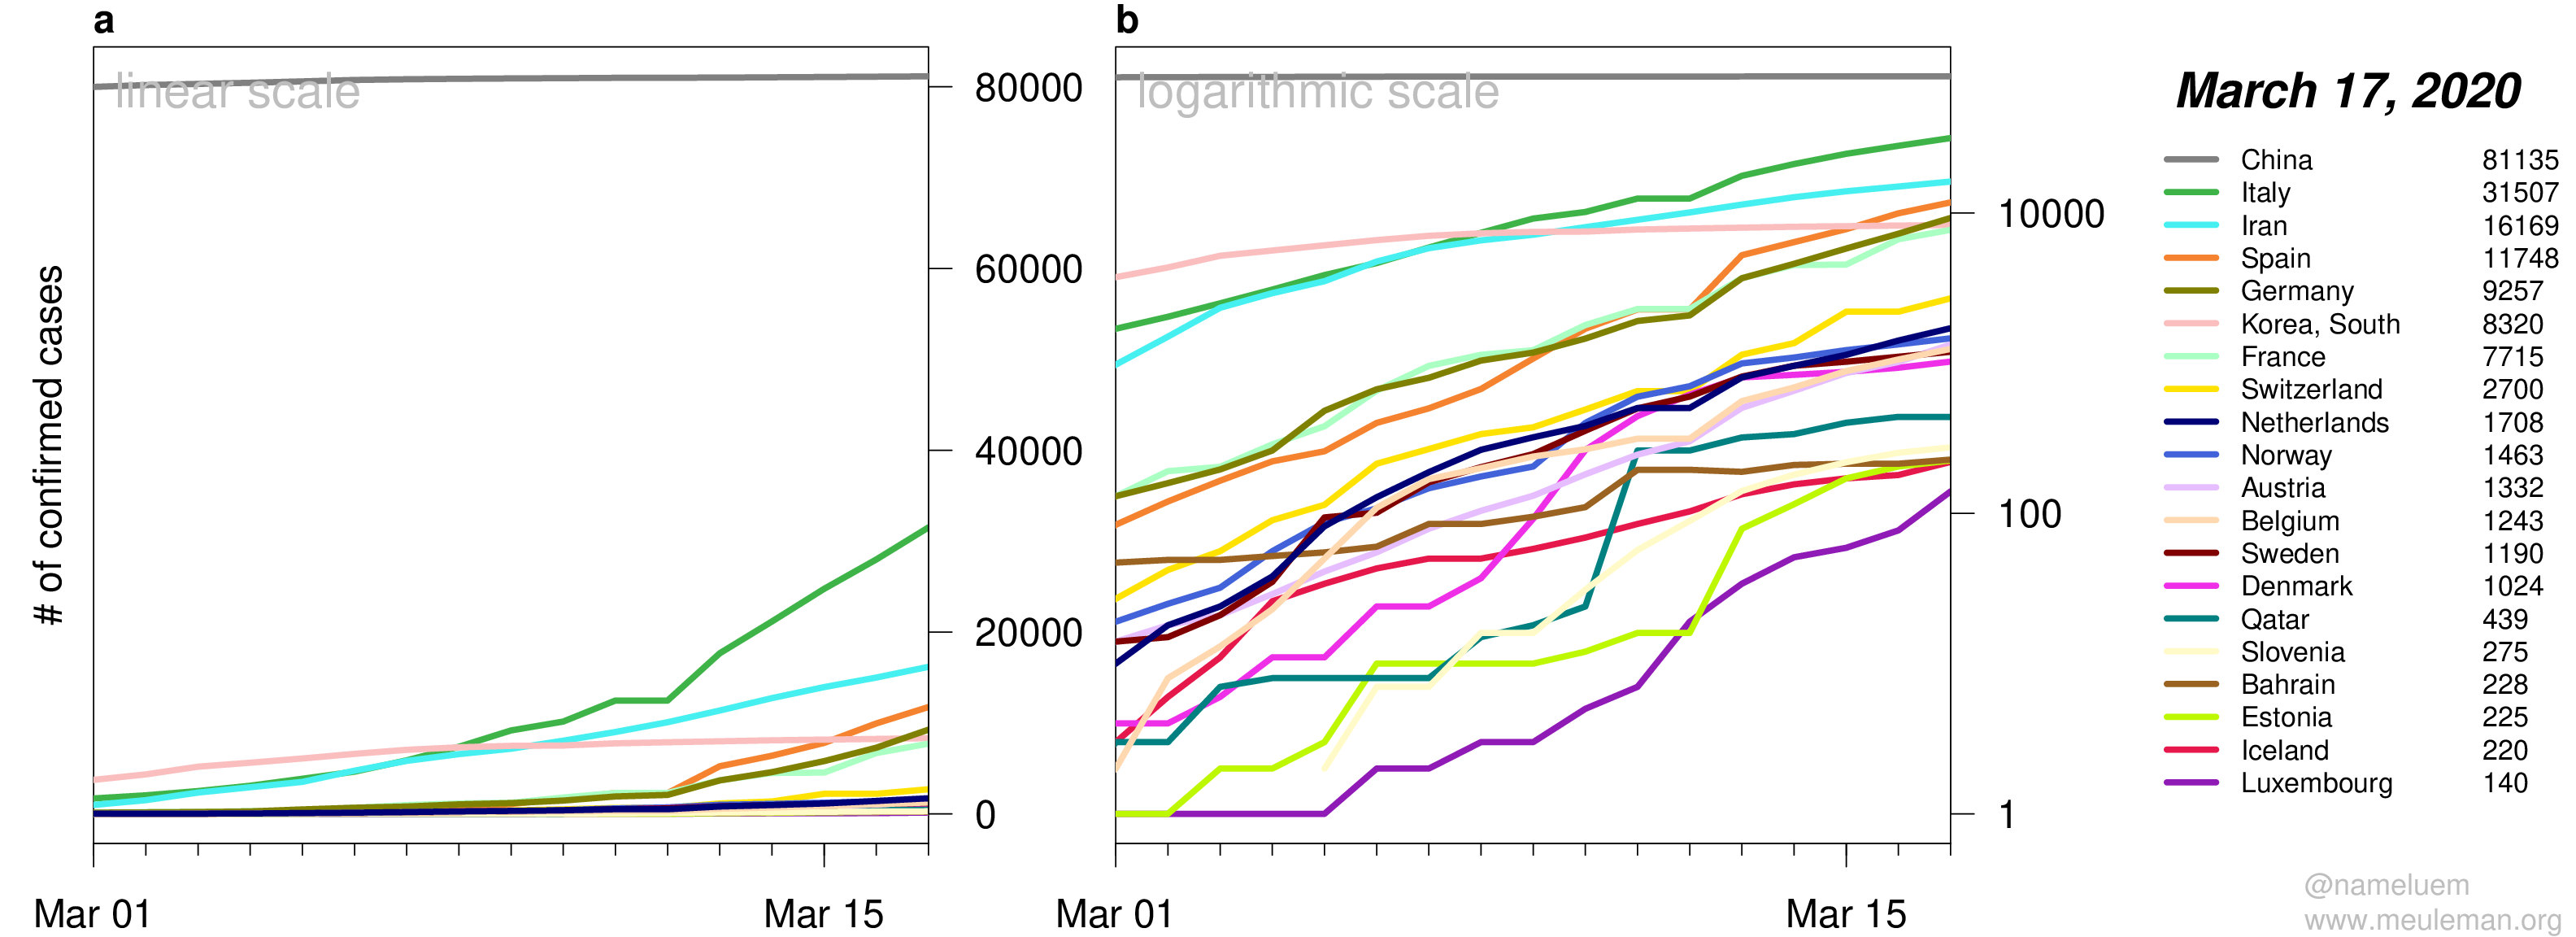 a
linear scale
# of confirmed cases
80000
60000
40000
20000
0
Mar 01
Mar 15
b
logarithmic scale
10000
100
1
Mar 01
Mar 15
March 17, 2020
China 81135
Italy 31507
Iran 16169
Spain 11748
Germany 9257
Korea, South 8320
France 7715
Switzerland 2700
Netherlands 1708
Norway 1463
Austria 1332
Belgium 1243
Sweden 1190
Denmark 1024
Qatar 439
Slovenia 275
Bahrain 228
Estonia 225
Iceland 220
Luxembourg 140
@nameluem
www.meuleman.org